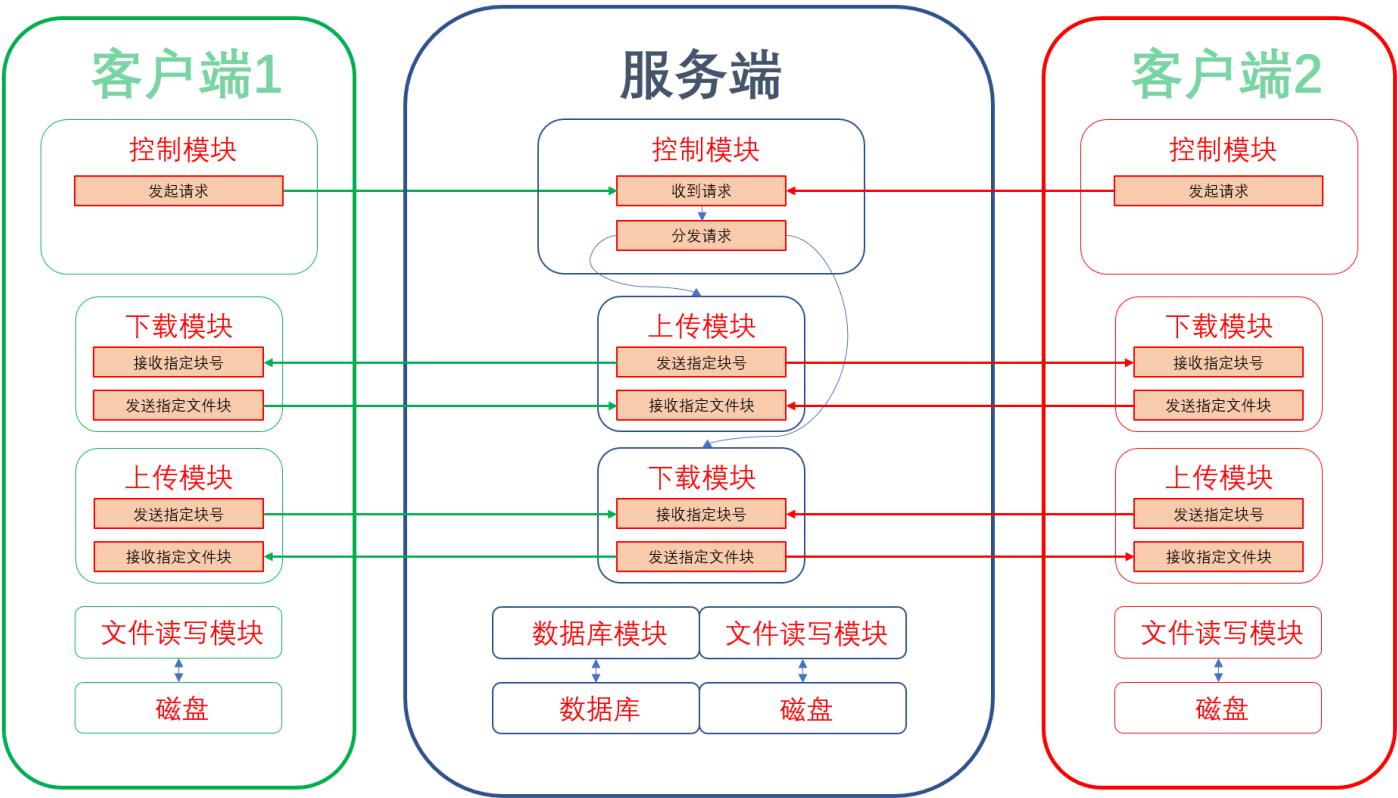 客户端1
控制模块
发起请求
下载模块
接收指定块号
发送指定文件块
上传模块
发送指定块号
接收指定文件块
文件读写模块
磁盘
服务端
控制模块
收到请求
分发请求
上传模块
发送指定块号
接收指定文件块
下载模块
接收指定块号
发送指定文件块
数据库模块
文件读写模块
数据库
磁盘
客户端2
控制模块
发起请求
下载模块
接收指定块号
发送指定文件块
上传模块
发送指定块号
接收指定文件块
文件读写模块
磁盘